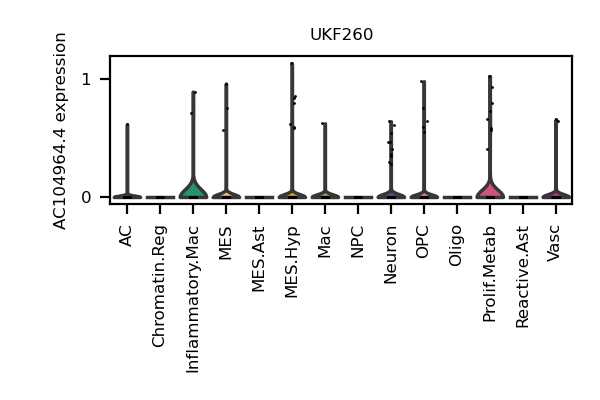 UKF260
AC104964.4 expression
1
0
AC
Chromatin.Reg
Inflammatory.Mac
MES
MES.Ast
MES.Hyp
Mac
NPC
Neuron
OPC
Oligo
Prolif.Metab
Reactive.Ast
Vasc